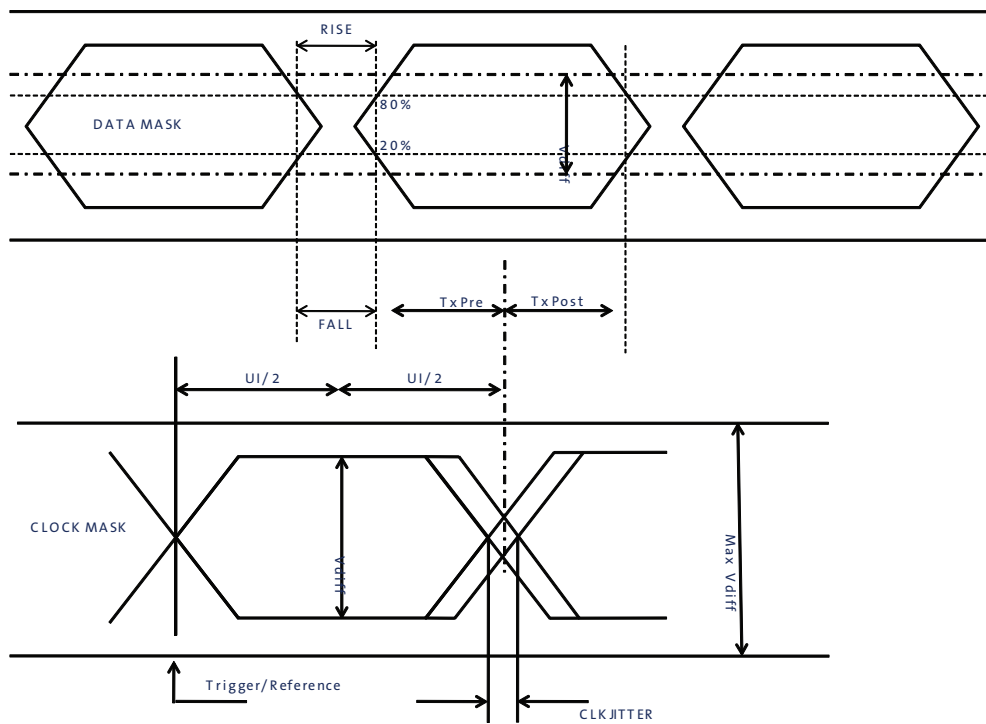 RISE
80%
DATA MASK
20%
Vdiff
TxPre
TxPost
FALL
UI/2
UI/2
CLOCK MASK
Vdiff
Max Vdiff
Trigger/Reference
CLKJITTER